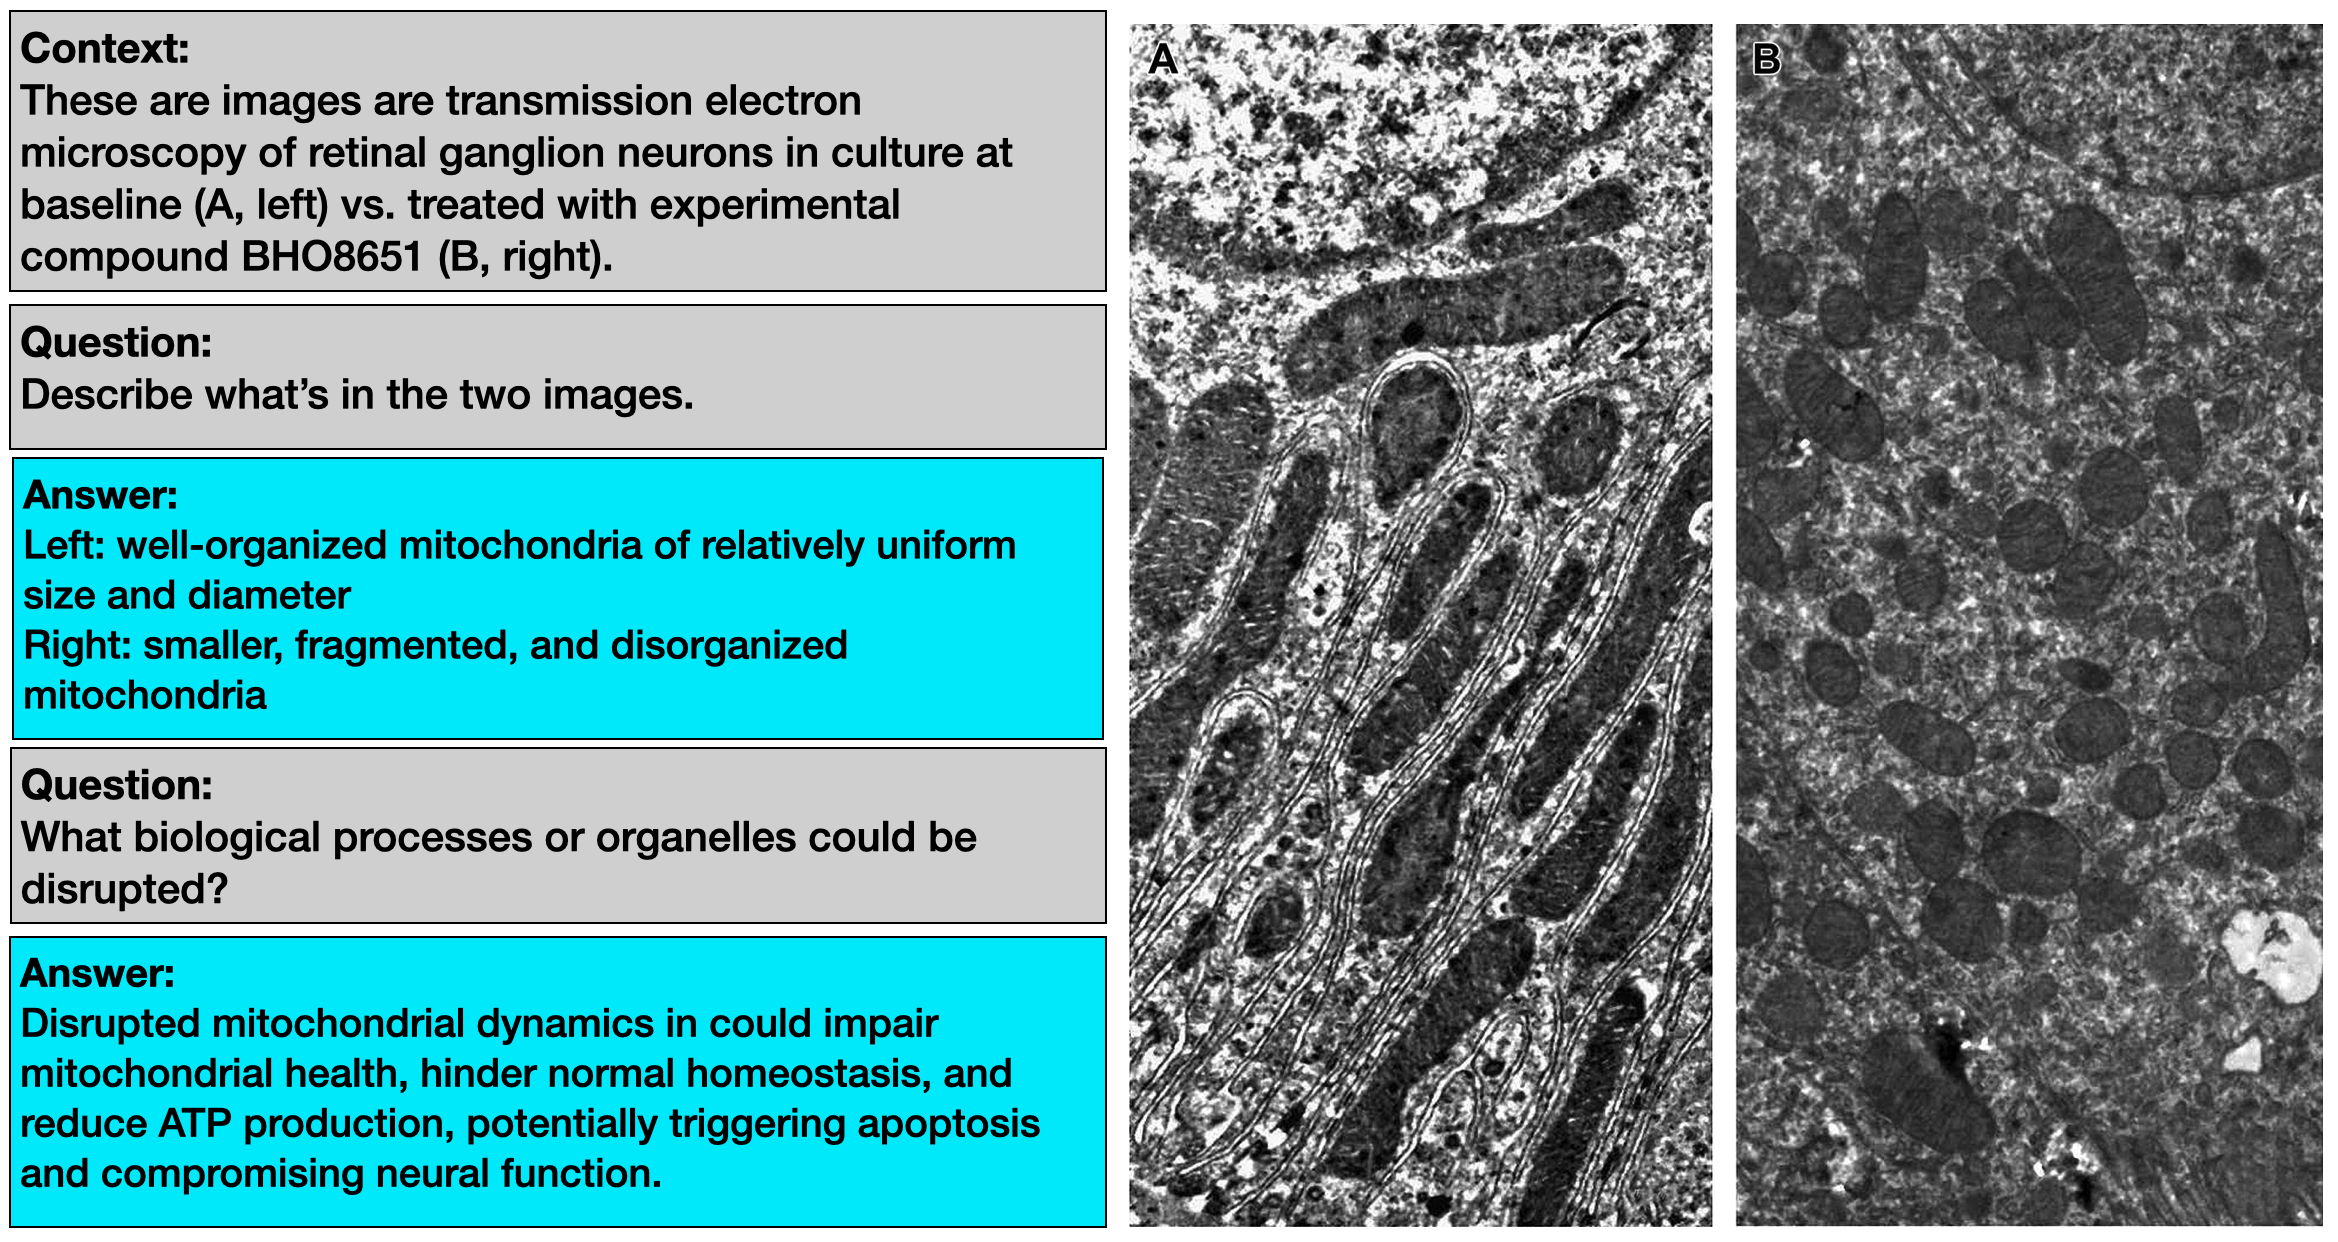 Context:
These are images are transmission electron
microscopy of retinal ganglion neurons in culture at
baseline (A, left) vs. treated with experimental
compound BHO8651 (B, right).
Question:
Describe what’s in the two images.
Answer:
Left: well-organized mitochondria of relatively uniform
size and diameter
Right: smaller, fragmented, and disorganized
mitochondria
Question:
What biological processes or organelles could be
disrupted?
Answer:
Disrupted mitochondrial dynamics in could impair
mitochondrial health, hinder normal homeostasis, and
reduce ATP production, potentially triggering apoptosis
and compromising neural function.
A
B